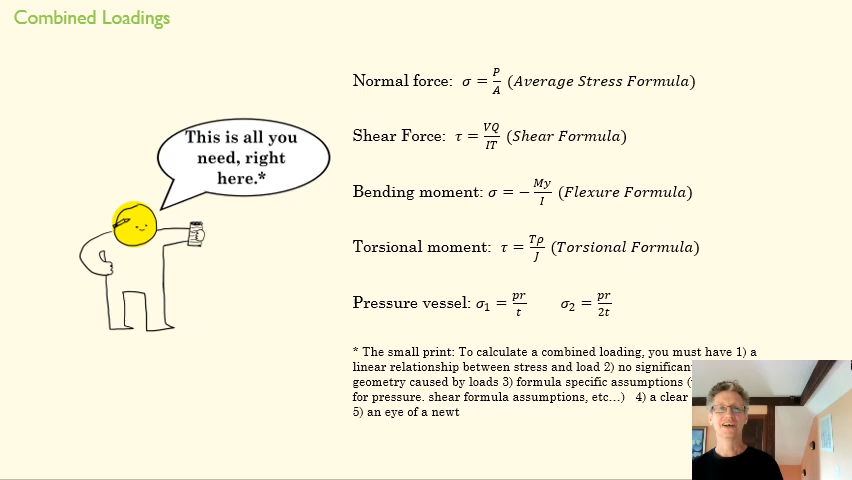 Combined Loadings
This is all you
need, right
here.*
Normal force: σ = P/A (Average Stress Formula)
Shear Force: τ = VQ/IT (Shear Formula)
Bending moment: σ = − My/I (Flexure Formula)
Torsional moment: τ = Tρ/J (Torsional Formula)
Pressure vessel: σ₁ = pr/t σ₂ = pr/2t
* The small print: To calculate a combined loading, you must have 1) a
linear relationship between stress and load 2) no significan
geometry caused by loads 3) formula specific assumptions (
for pressure. shear formula assumptions, etc…) 4) a clear
5) an eye of a newt